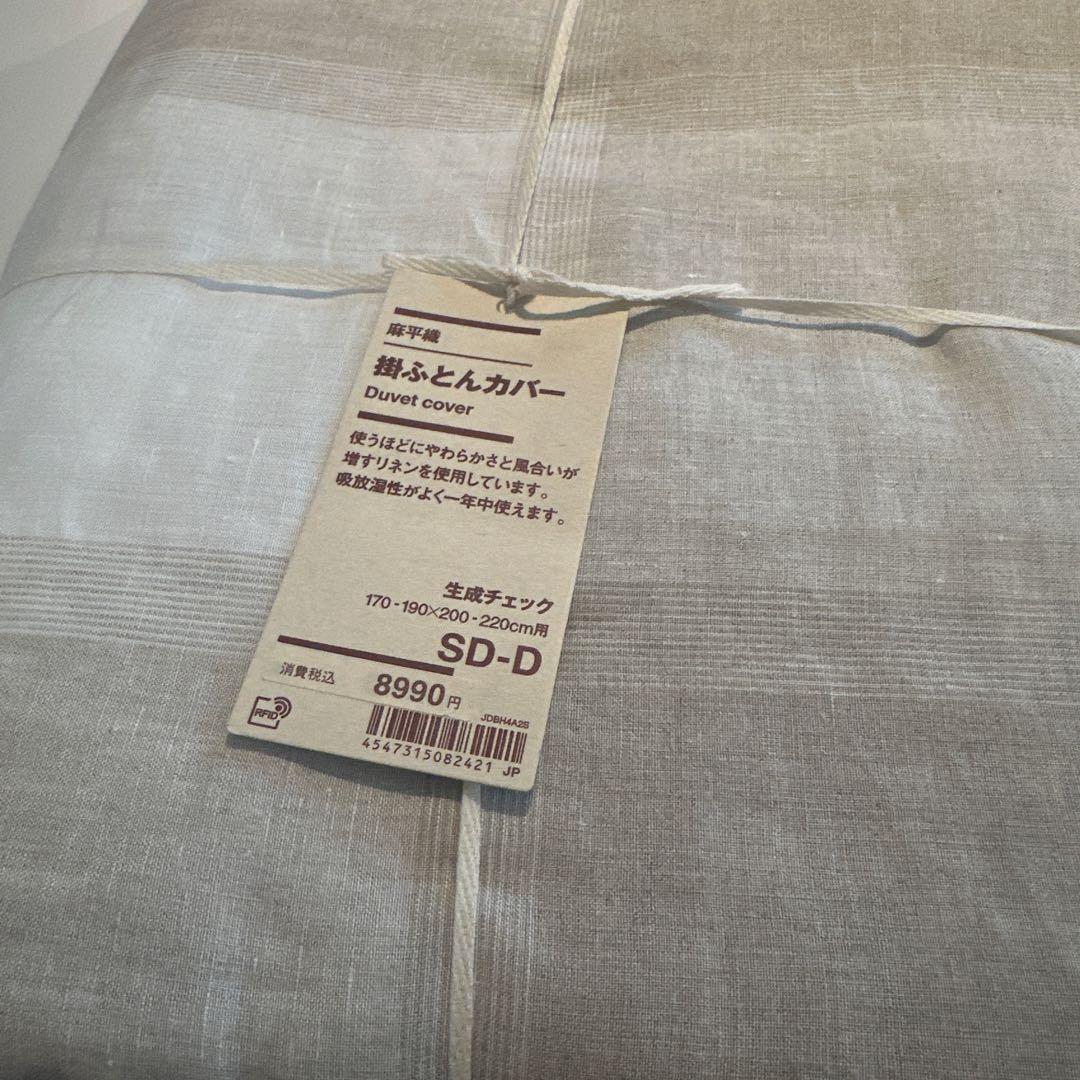 麻平織
掛ふとんカバー
Duvet cover
使うほどにやわらかさと風合いが
増すリネンを使用しています。
吸放湿性がよく一年中使えます。
生成チェック
170-190×200-220cm用
SD-D
消費税込 8990円
RFID
JDBH4A2S
4547315082421 JP